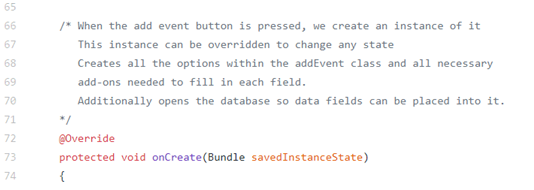 65
66 /* When the add event button is pressed, we create an instance of it
67 This instance can be overridden to change any state
68 Creates all the options within the addEvent class and all necessary
69 add-ons needed to fill in each field.
70 Additionally opens the database so data fields can be placed into it.
71 */
72 @Override
73 protected void onCreate(Bundle savedInstanceState)
74 {